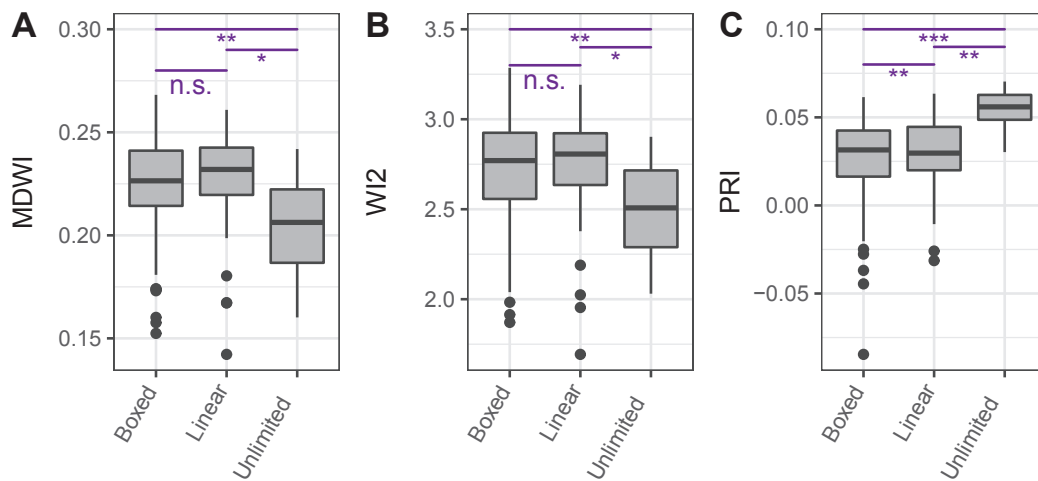 A
MDWI
0.30
0.25
0.20
0.15
**
*
n.s.
Boxed
Linear
Unlimited
B
WI2
3.5
3.0
2.5
2.0
**
*
n.s.
Boxed
Linear
Unlimited
C
PRI
0.10
0.05
0.00
−0.05
***
**
**
Boxed
Linear
Unlimited